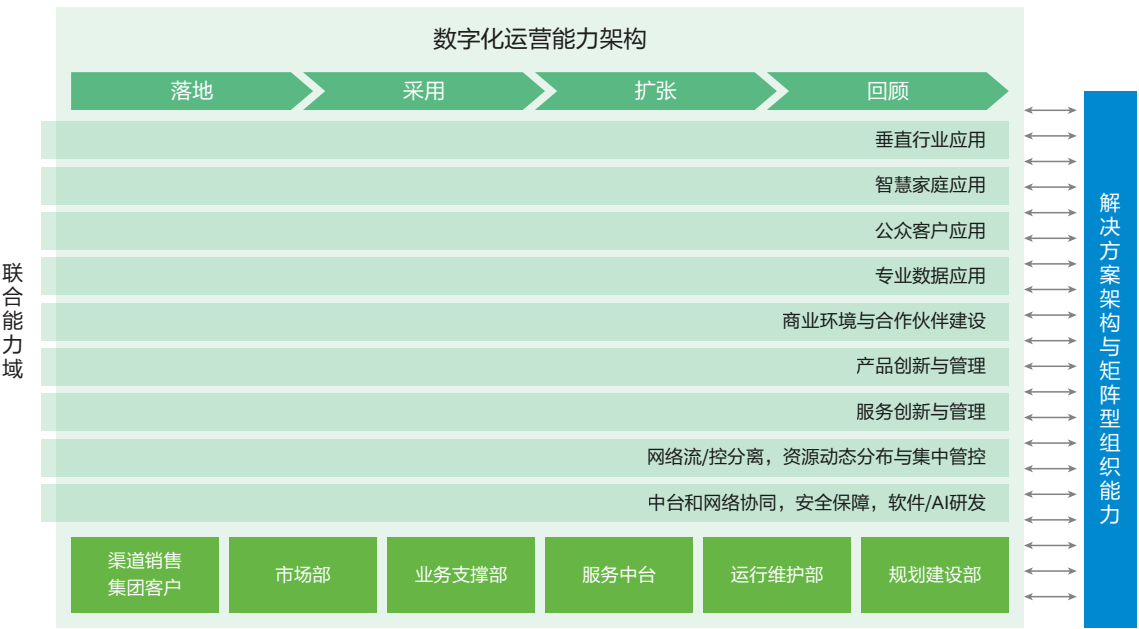 数字化运营能力架构
落地
采用
扩张
回顾
联合能力域
垂直行业应用
智慧家庭应用
公众客户应用
专业数据应用
商业环境与合作伙伴建设
产品创新与管理
服务创新与管理
网络流/控分离，资源动态分布与集中管控
中台和网络协同，安全保障，软件/AI研发
渠道销售
集团客户
市场部
业务支撑部
服务中台
运行维护部
规划建设部
解决方案架构与矩阵型组织能力